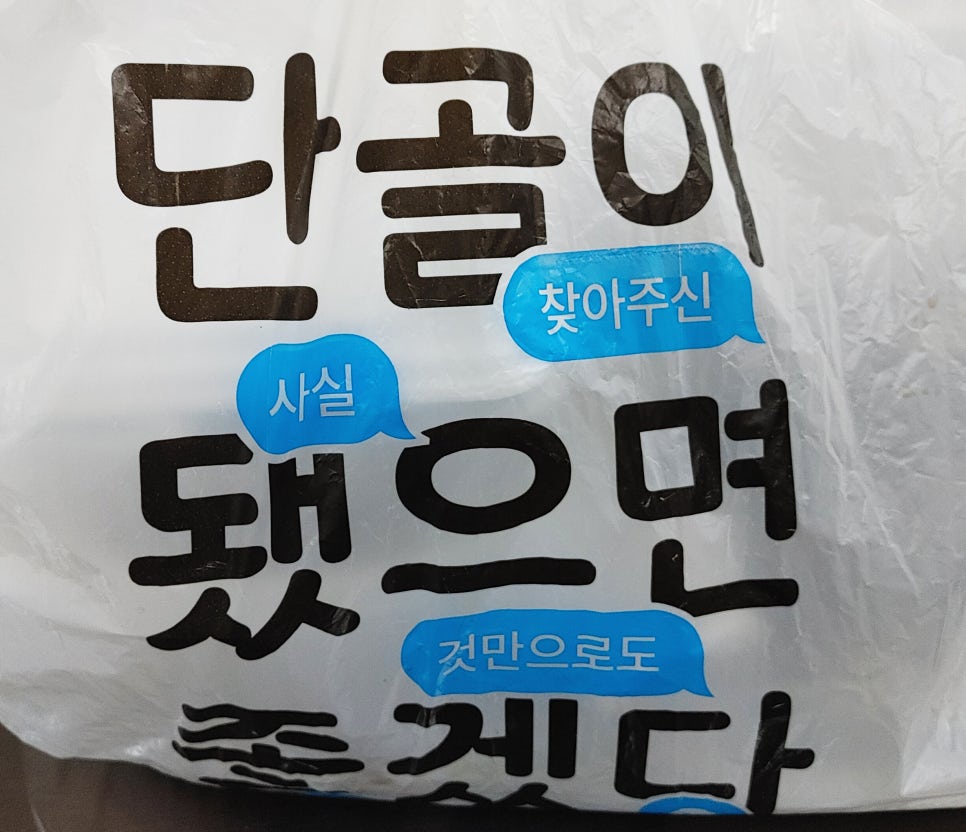 단골이
찾아주신
사실
됐으면
것만으로도
좋겠다